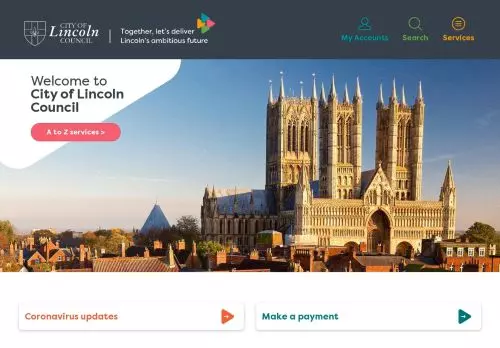 CITY OF
Lincoln
COUNCIL
Together, let's deliver
Lincoln's ambitious future
My Accounts
Search
Services
Welcome to
City of Lincoln
Council
A to Z services >
Coronavirus updates
Make a payment